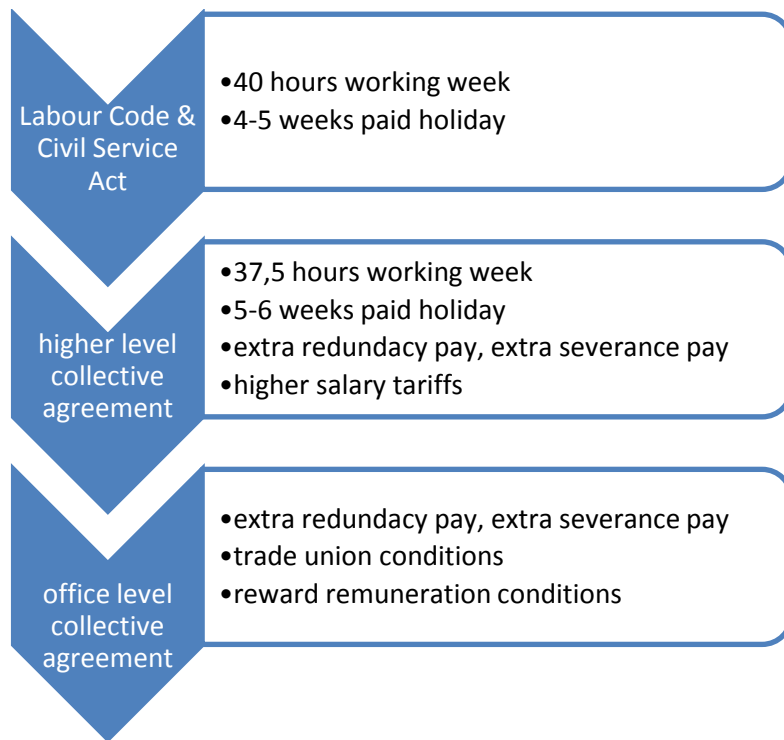 Labour Code &
Civil Service
Act
•40 hours working week
•4-5 weeks paid holiday
higher level
collective
agreement
•37,5 hours working week
•5-6 weeks paid holiday
•extra redundacy pay, extra severance pay
•higher salary tariffs
office level
collective
agreement
•extra redundacy pay, extra severance pay
•trade union conditions
•reward remuneration conditions